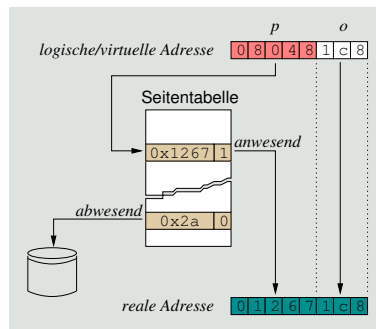 p o
logische/virtuelle Adresse 0 8 0 4 8 1 c 8
Seitentabelle
0x1267 1 anwesend
abwesend
0x2a 0
reale Adresse 0 1 2 6 7 1 c 8